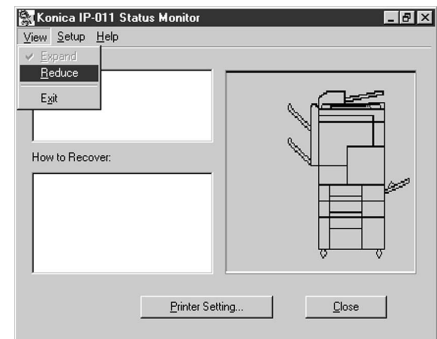 Konica IP-011 Status Monitor
View Setup Help
Expand
Reduce
Exit
How to Recover:
Printer Setting...
Close